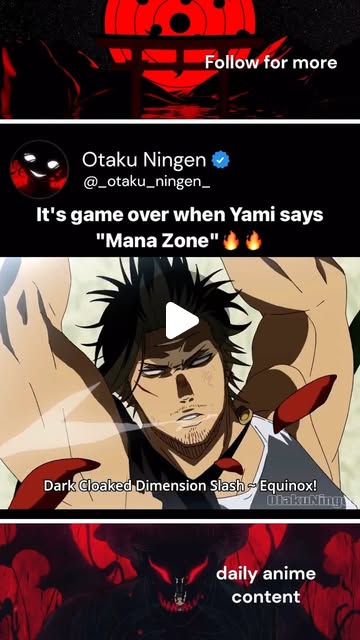 Follow for more
Otaku Ningen
@_otaku_ningen_
It's game over when Yami says
"Mana Zone"🔥🔥
Dark Cloaked Dimension Slash ~ Equinox!
OtakuNingen
daily anime
content